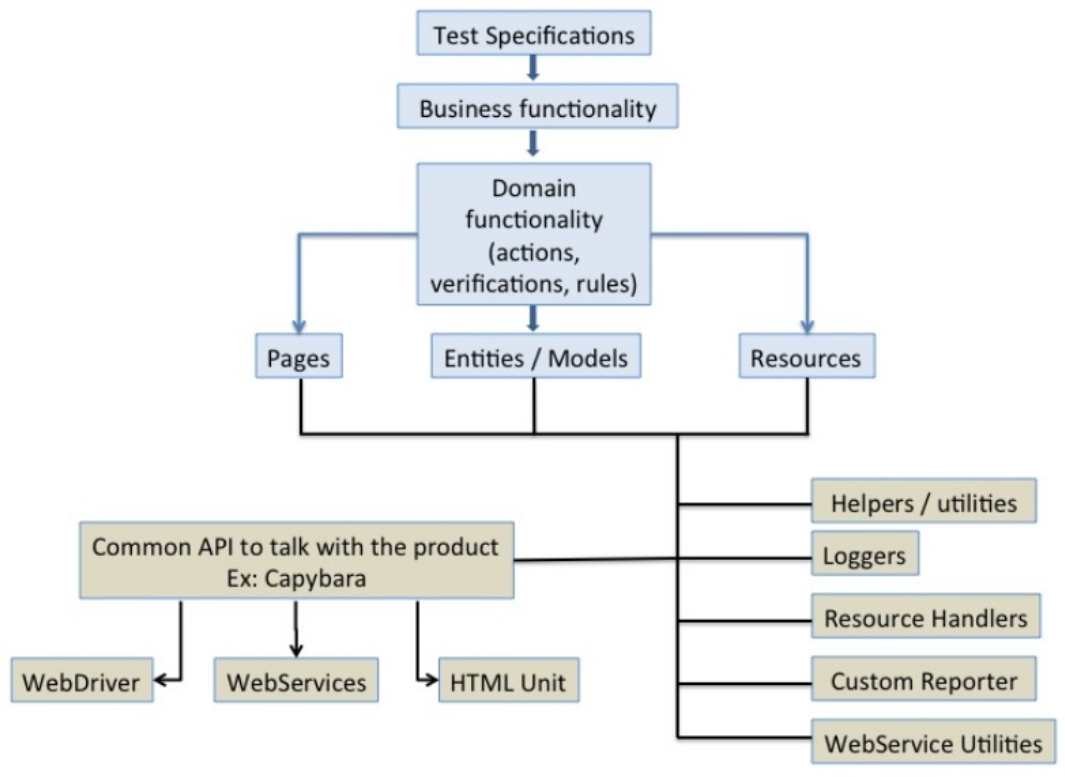 Test Specifications
Business functionality
Domain
functionality
(actions,
verifications, rules)
Pages
Entities / Models
Resources
Helpers / utilities
Common API to talk with the product
Ex: Capybara
Loggers
Resource Handlers
WebDriver
WebServices
HTML Unit
Custom Reporter
WebService Utilities